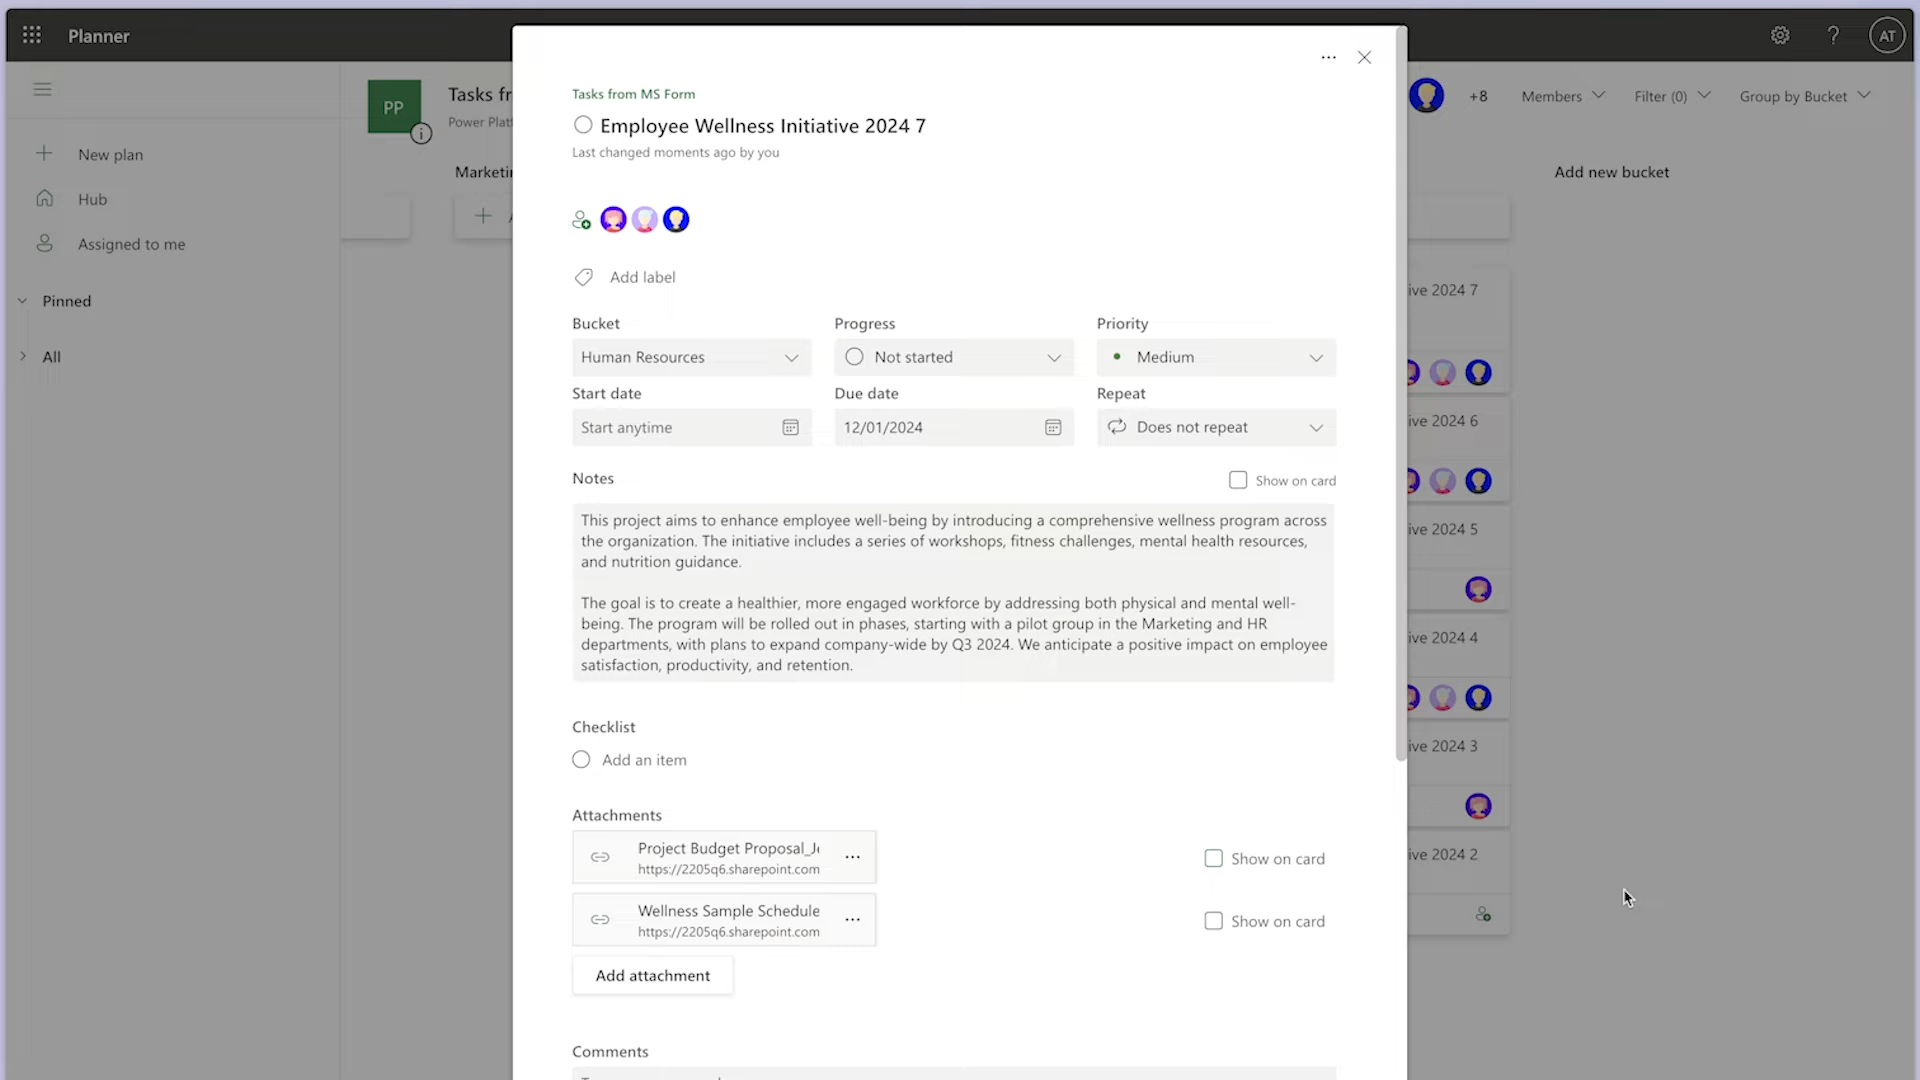 Planner
AT
New plan
Hub
Assigned to me
Pinned
All
PP
Tasks fr
Power Platf
+8
Members
Filter (0)
Group by Bucket
Marketin
Add new bucket
Tasks from MS Form
Employee Wellness Initiative 2024 7
Last changed moments ago by you
Add label
Bucket
Progress
Priority
Human Resources
Not started
Medium
Start date
Due date
Repeat
Start anytime
12/01/2024
Does not repeat
Notes
Show on card
This project aims to enhance employee well-being by introducing a comprehensive wellness program across
the organization. The initiative includes a series of workshops, fitness challenges, mental health resources,
and nutrition guidance.
The goal is to create a healthier, more engaged workforce by addressing both physical and mental well-
being. The program will be rolled out in phases, starting with a pilot group in the Marketing and HR
departments, with plans to expand company-wide by Q3 2024. We anticipate a positive impact on employee
satisfaction, productivity, and retention.
Checklist
Add an item
Attachments
Project Budget Proposal_
https://2205q6.sharepoint.com
Show on card
Wellness Sample Schedule
https://2205q6.sharepoint.com
Show on card
Add attachment
Comments
ive 2024 7
ive 2024 6
ive 2024 5
ive 2024 4
ive 2024 3
ive 2024 2